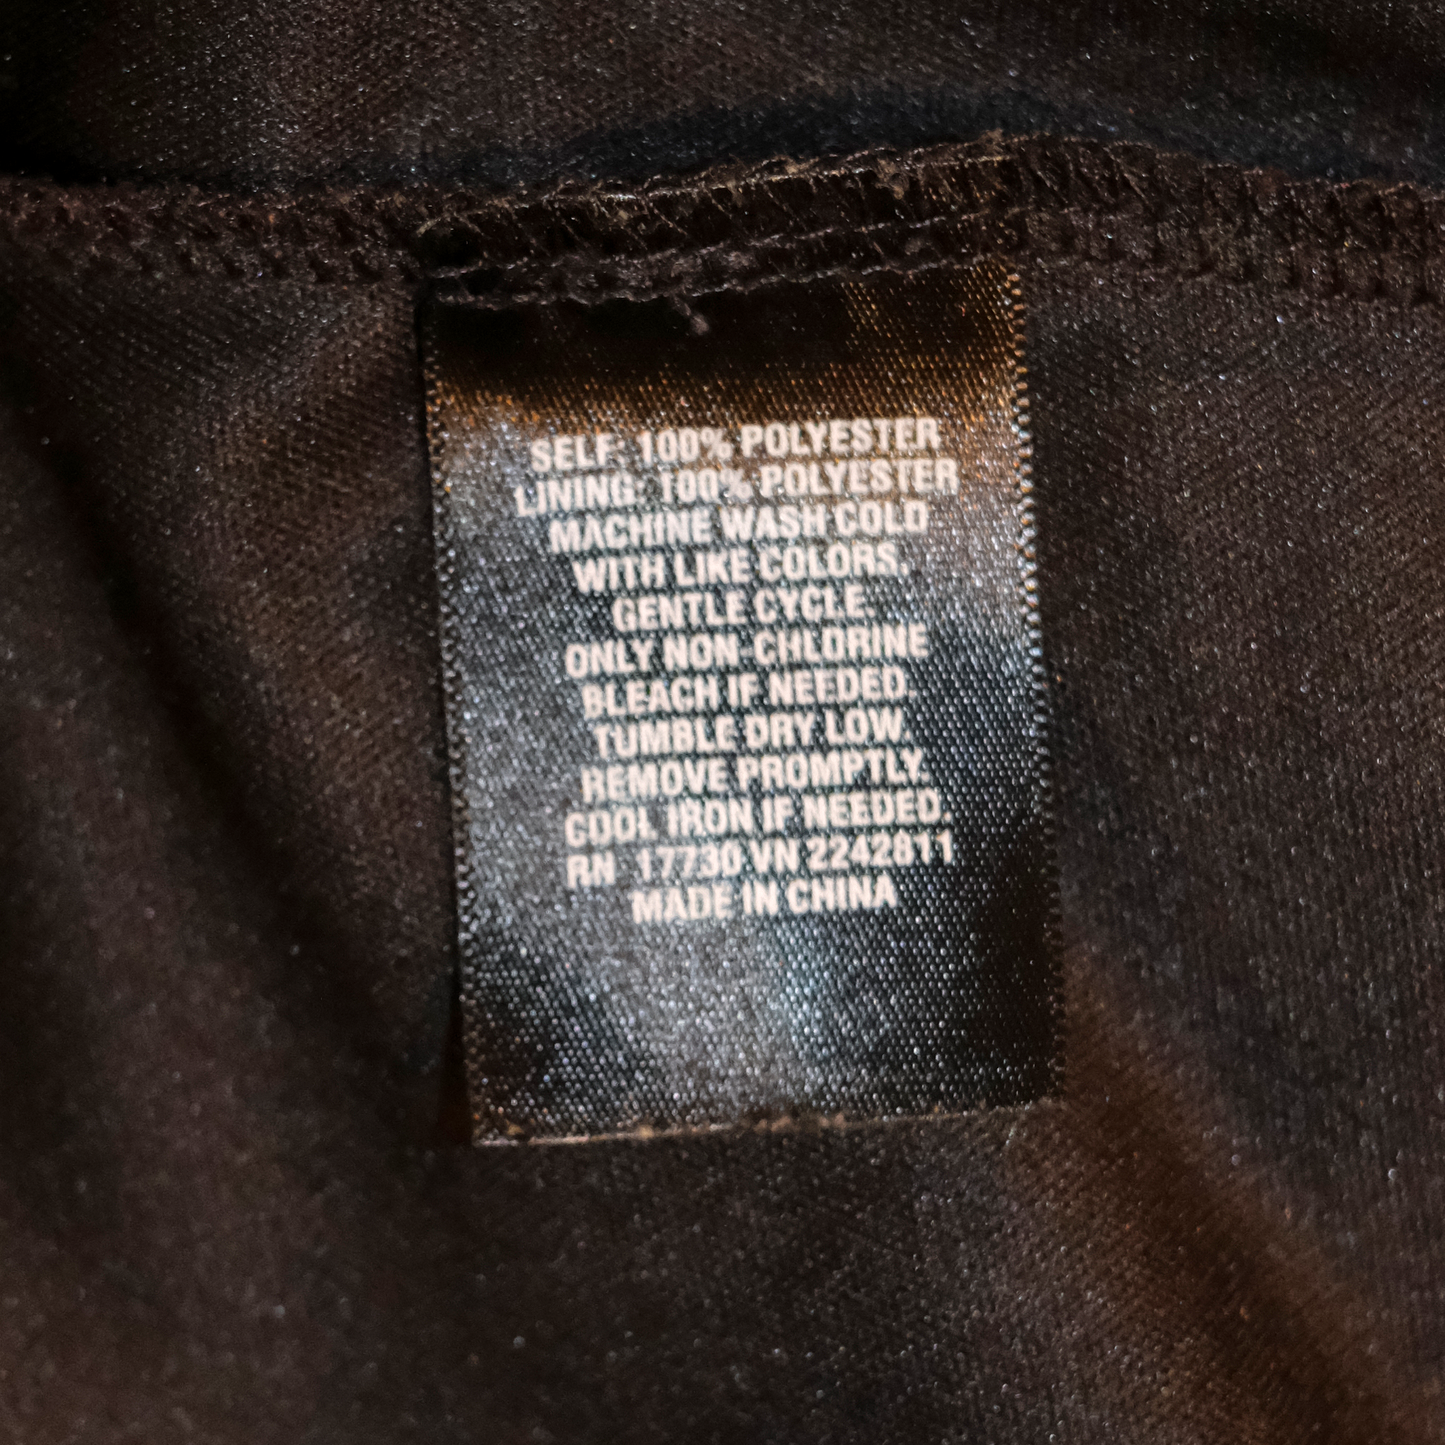 SELF: 100% POLYESTER
LINING: 100% POLYESTER
MACHINE WASH COLD
WITH LIKE COLORS.
GENTLE CYCLE.
ONLY NON-CHLORINE
BLEACH IF NEEDED.
TUMBLE DRY LOW.
REMOVE PROMPTLY.
COOL IRON IF NEEDED.
RN 17730 VN 2242811
MADE IN CHINA